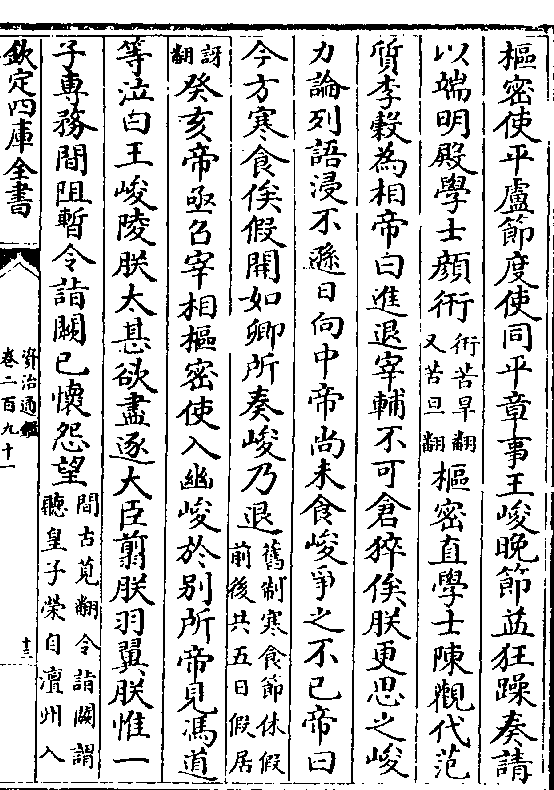 樞密使平盧節度使同平章事王峻晚節益狂躁奏請
以端明殿學士顔衎衎苦旱翻又苦旦翻樞密直學士陳觀代范
質李穀為相帝曰進退宰輔不可倉猝俟朕更思之峻
力論列語浸不遜日向中帝尚未食峻爭之不已帝曰
今方寒食俟假開如卿所奏峻乃退舊制寒食節休假前後共五日假居
訝翻癸亥帝亟召宰相樞密使入幽峻於别所帝見馮道
等泣曰王峻陵朕太甚欲盡逐大臣翦朕羽翼朕惟一
子專務間阻暫令詣闕已懷怨望間古莧翻令詣闕謂聽皇子榮自澶州入
欽定四庫全書
資治通鑑
卷二百九十一
十三